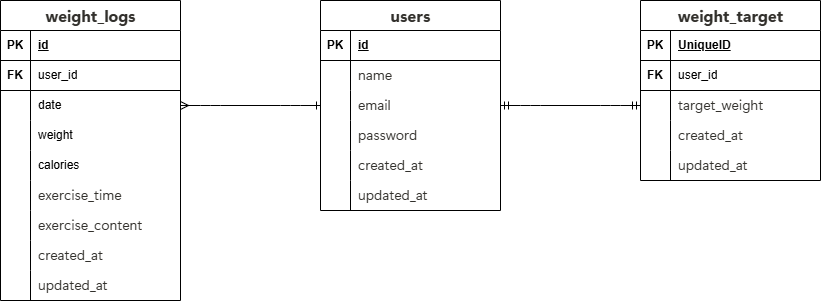 weight_logs
PK id
FK user_id
date
weight
calories
exercise_time
exercise_content
created_at
updated_at
users
PK id
name
email
password
created_at
updated_at
weight_target
PK UniqueID
FK user_id
target_weight
created_at
updated_at